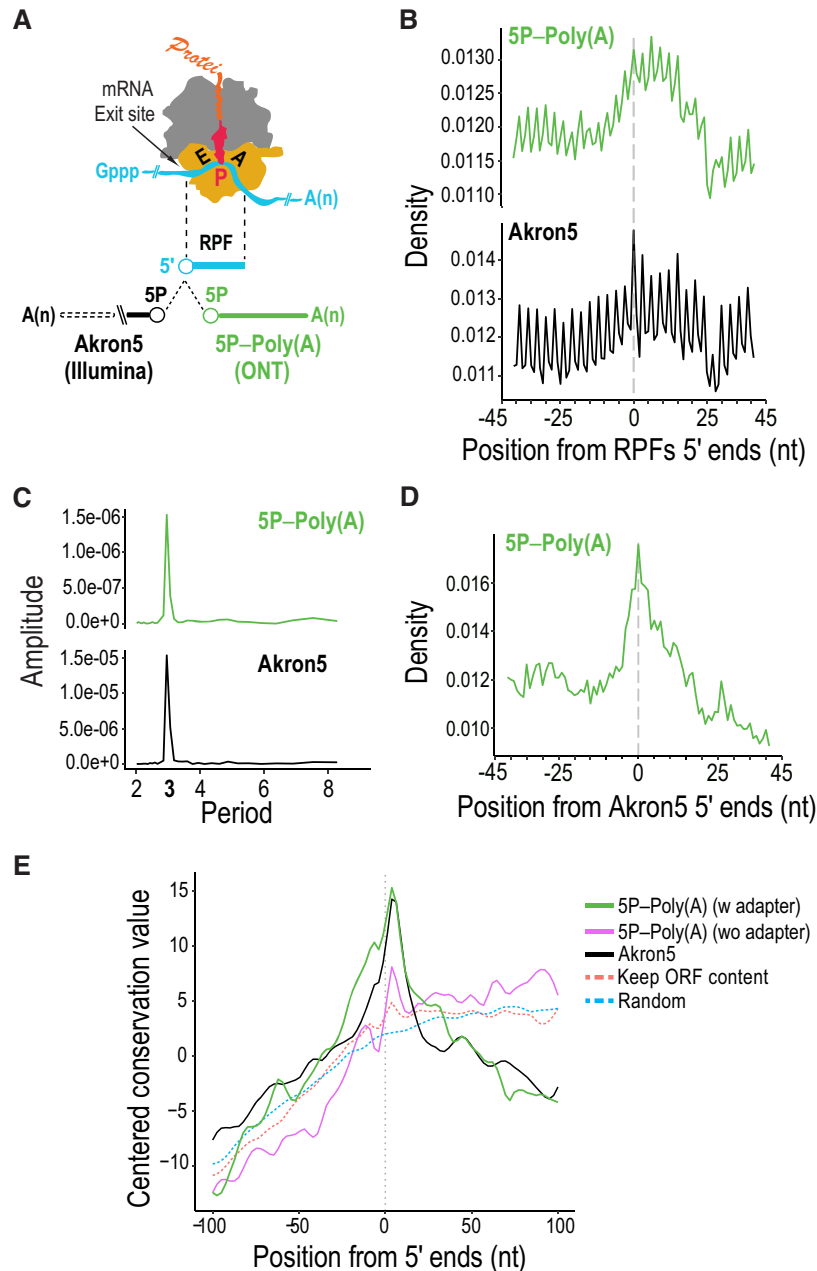 A
Protei
mRNA
Exit site
E
A
P
Gppp
A(n)
RPF
5'
5P
5P
A(n)
A(n)
Akron5
(Illumina)
5P–Poly(A)
(ONT)
B
5P–Poly(A)
0.0130
0.0125
0.0120
0.0115
0.0110
Akron5
0.014
0.013
0.012
0.011
Density
-45
-25
0
25
45
Position from RPFs 5' ends (nt)
C
5P–Poly(A)
1.5e-06
1.0e-06
5.0e-07
0.0e+0
Akron5
1.5e-05
1.0e-05
5.0e-06
0.0e+0
Amplitude
2
3
4
6
8
Period
D
5P–Poly(A)
0.016
0.014
0.012
0.010
Density
-45
-25
0
25
45
Position from Akron5 5' ends (nt)
E
15
10
5
0
−5
−10
Centered conservation value
−100
−50
0
50
100
Position from 5' ends (nt)
5P–Poly(A) (w adapter)
5P–Poly(A) (wo adapter)
Akron5
Keep ORF content
Random